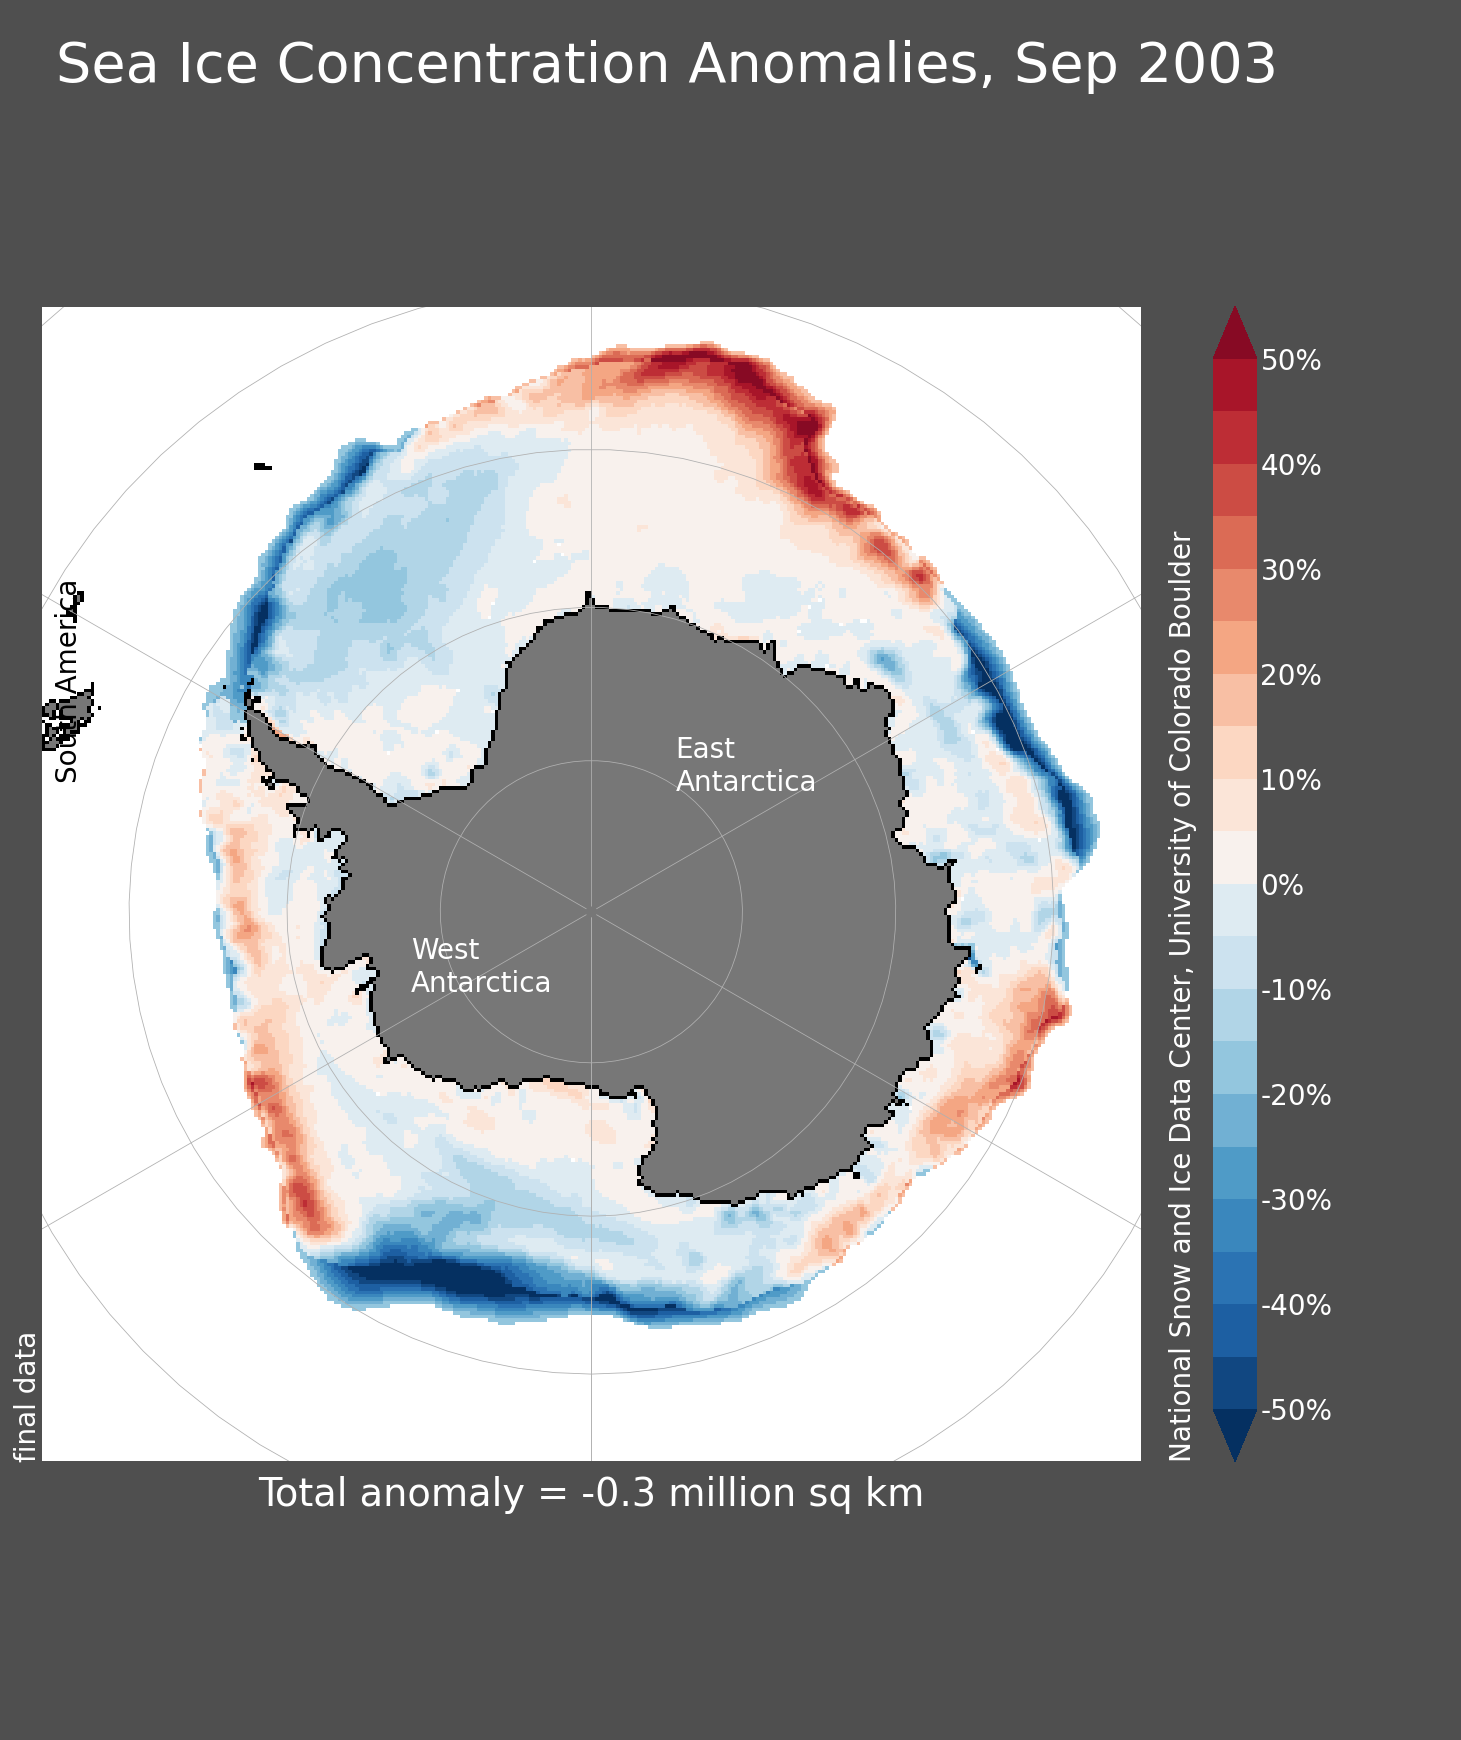 Sea Ice Concentration Anomalies, Sep 2003
South America
East
Antarctica
West
Antarctica
final data
National Snow and Ice Data Center, University of Colorado Boulder
50%
40%
30%
20%
10%
0%
-10%
-20%
-30%
-40%
-50%
Total anomaly = -0.3 million sq km